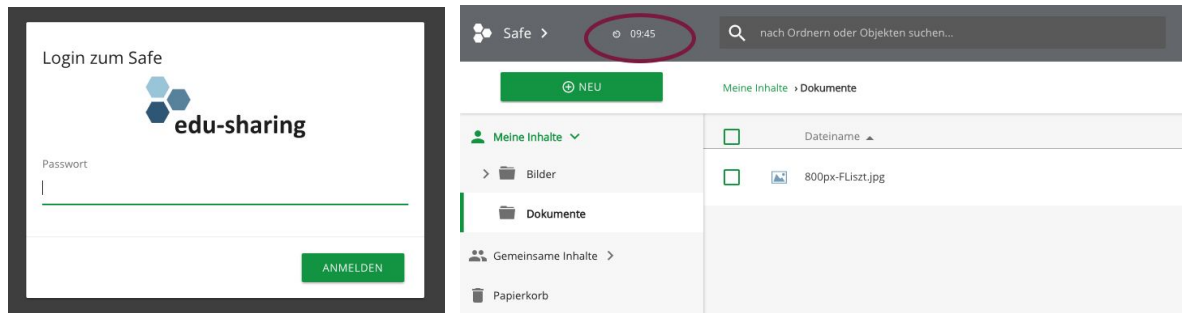 Login zum Safe
edu-sharing
Passwort
ANMELDEN
Safe
09:45
nach Ordnern oder Objekten suchen...
NEU
Meine Inhalte › Dokumente
Meine Inhalte
Dateiname
Bilder
800px-FLiszt.jpg
Dokumente
Gemeinsame Inhalte
Papierkorb